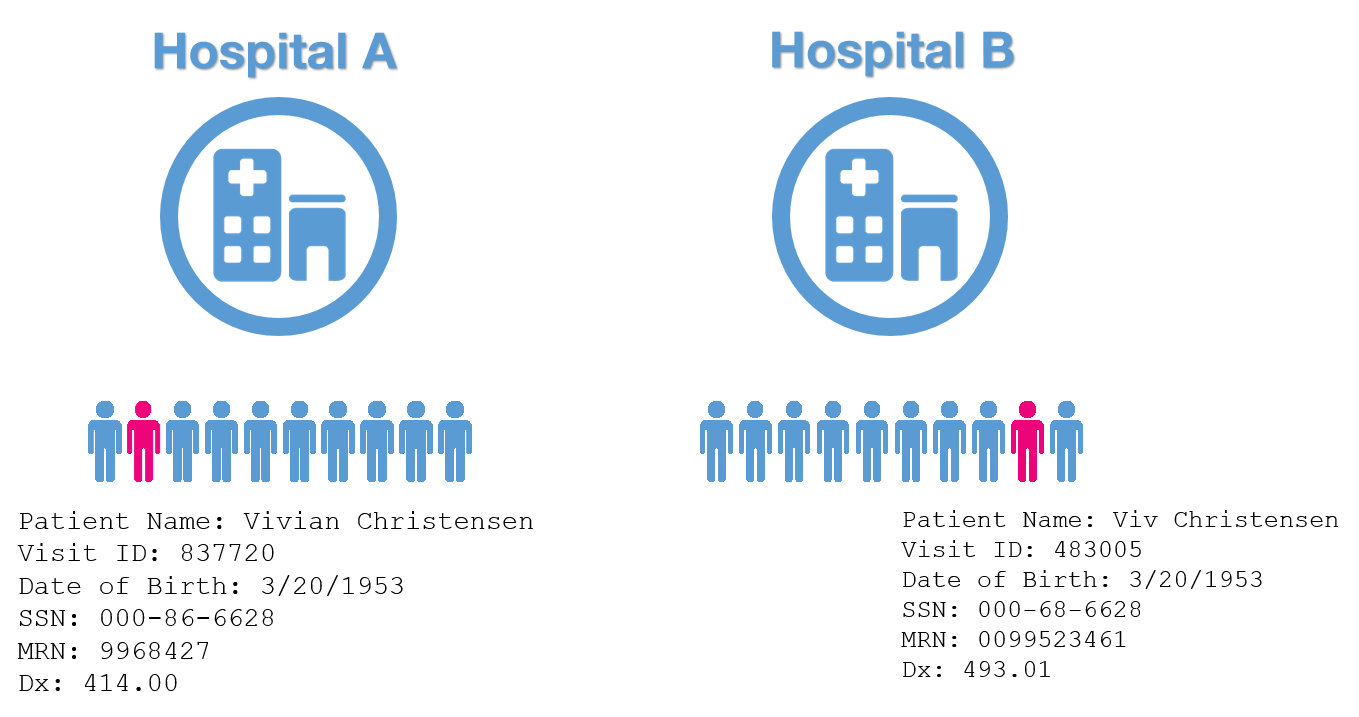 Hospital A
Hospital B
Patient Name: Vivian Christensen
Visit ID: 837720
Date of Birth: 3/20/1953
SSN: 000-86-6628
MRN: 9968427
Dx: 414.00
Patient Name: Viv Christensen
Visit ID: 483005
Date of Birth: 3/20/1953
SSN: 000-68-6628
MRN: 0099523461
Dx: 493.01